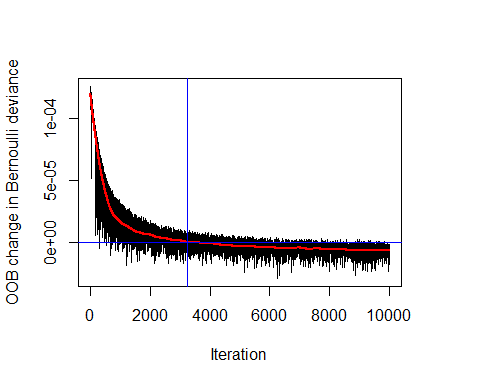 OOB change in Bernoulli deviance
1e-04
5e-05
0e+00
0 2000 4000 6000 8000 10000
Iteration